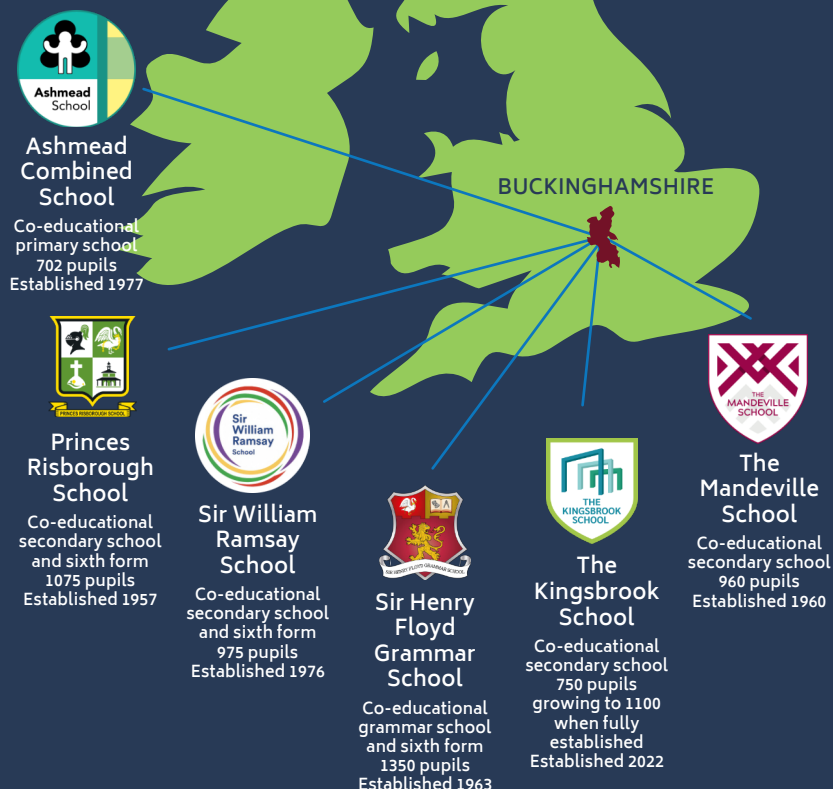 Ashmead
School
Ashmead
Combined
School
Co-educational
primary school
702 pupils
Established 1977
BUCKINGHAMSHIRE
PRINCES RISBOROUGH SCHOOL
Princes
Risborough
School
Co-educational
secondary school
and sixth form
1075 pupils
Established 1957
Sir
William
Ramsay
School
Sir William
Ramsay
School
Co-educational
secondary school
and sixth form
975 pupils
Established 1976
SIR HENRY FLOYD GRAMMAR SCHOOL
Sir Henry
Floyd
Grammar
School
Co-educational
grammar school
and sixth form
1350 pupils
Established 1963
THE
KINGSBROOK
SCHOOL
The
Kingsbrook
School
Co-educational
secondary school
750 pupils
growing to 1100
when fully
established
Established 2022
THE
MANDEVILLE
SCHOOL
The
Mandeville
School
Co-educational
secondary school
960 pupils
Established 1960